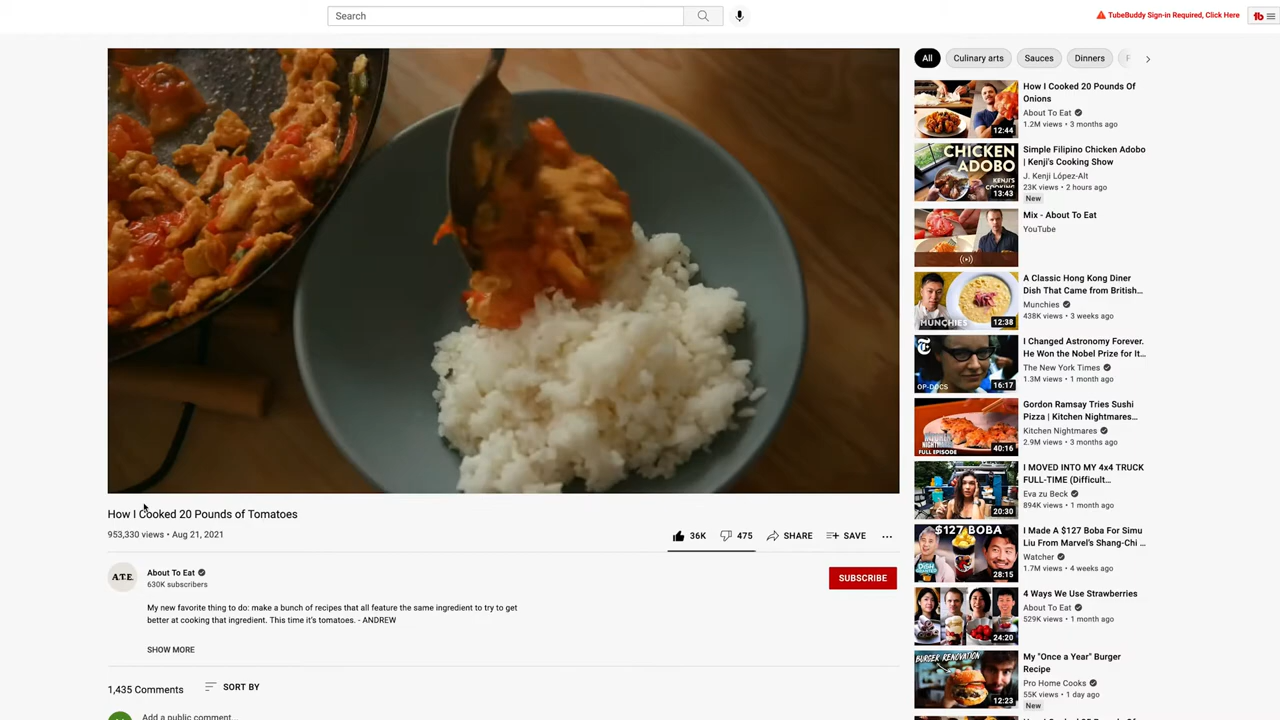 Search
TubeBuddy Sign-in Required, Click Here
tb
All
Culinary arts
Sauces
Dinners
How I Cooked 20 Pounds of Tomatoes
953,330 views • Aug 21, 2021
36K
475
SHARE
SAVE
A.T.E.
About To Eat
630K subscribers
SUBSCRIBE
My new favorite thing to do: make a bunch of recipes that all feature the same ingredient to try to get
better at cooking that ingredient. This time it's tomatoes. - ANDREW
SHOW MORE
1,435 Comments
SORT BY
Add a public comment...
12:44
How I Cooked 20 Pounds Of
Onions
About To Eat
1.2M views • 3 months ago
CHICKEN
ADOBO
KENJI'S
COOKING
13:43
Simple Filipino Chicken Adobo
| Kenji's Cooking Show
J. Kenji López-Alt
23K views • 2 hours ago
New
Mix - About To Eat
YouTube
MUNCHIES
12:38
A Classic Hong Kong Diner
Dish That Came from British...
Munchies
438K views • 3 weeks ago
OP-DOCS
16:17
I Changed Astronomy Forever.
He Won the Nobel Prize for It...
The New York Times
1.3M views • 1 month ago
FULL EPISODE
40:16
Gordon Ramsay Tries Sushi
Pizza | Kitchen Nightmares...
Kitchen Nightmares
2.9M views • 3 months ago
20:30
I MOVED INTO MY 4x4 TRUCK
FULL-TIME (Difficult...
Eva zu Beck
894K views • 1 month ago
$127 BOBA
28:15
I Made A $127 Boba For Simu
Liu From Marvel's Shang-Chi ...
Watcher
1.7M views • 4 weeks ago
24:20
4 Ways We Use Strawberries
About To Eat
529K views • 1 month ago
BURGER RENOVATION
12:23
My "Once a Year" Burger
Recipe
Pro Home Cooks
55K views • 1 day ago
New